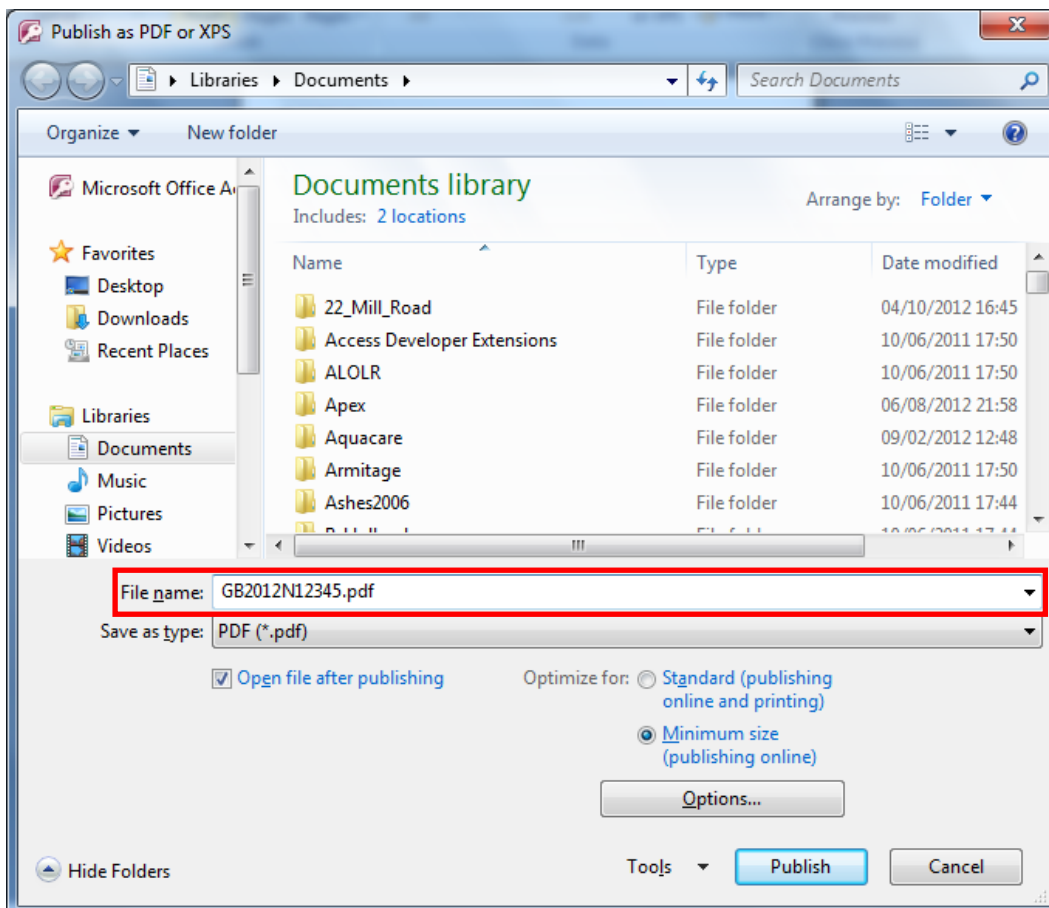 Publish as PDF or XPS
Libraries Documents
Search Documents
Organize New folder
Microsoft Office A
Favorites
Desktop
Downloads
Recent Places
Libraries
Documents
Music
Pictures
Videos
Documents library
Includes: 2 locations
Arrange by: Folder
Name Type Date modified
22_Mill_Road File folder 04/10/2012 16:45
Access Developer Extensions File folder 10/06/2011 17:50
ALOLR File folder 10/06/2011 17:50
Apex File folder 06/08/2012 21:58
Aquacare File folder 09/02/2012 12:48
Armitage File folder 10/06/2011 17:50
Ashes2006 File folder 10/06/2011 17:44
File name: GB2012N12345.pdf
Save as type: PDF (*.pdf)
Open file after publishing
Optimize for: Standard (publishing
online and printing)
Minimum size
(publishing online)
Options...
Hide Folders
Tools Publish Cancel